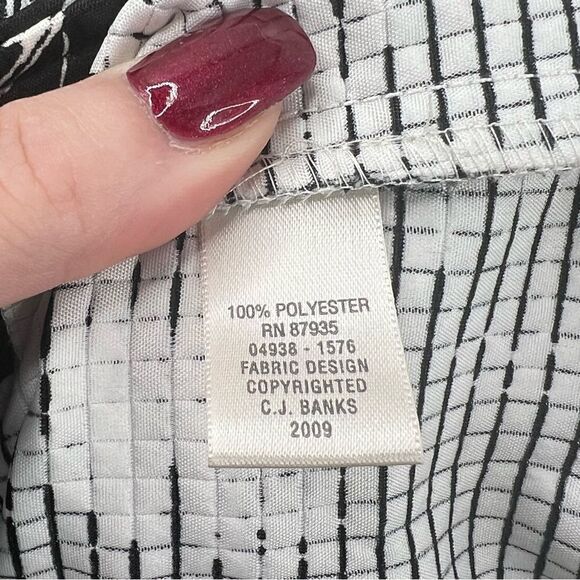 100% POLYESTER
RN 87935
04938 - 1576
FABRIC DESIGN
COPYRIGHTED
C.J. BANKS
2009